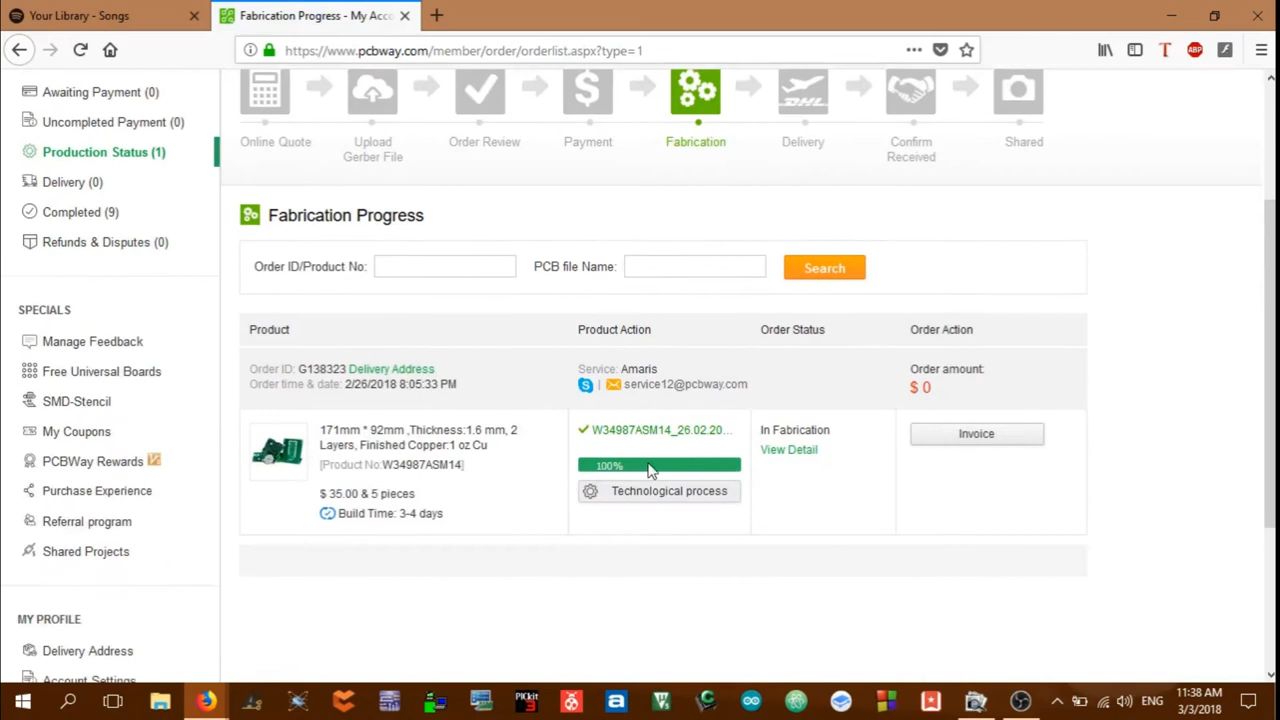 Your Library - Songs
Fabrication Progress - My Acco
https://www.pcbway.com/member/order/orderlist.aspx?type=1
Awaiting Payment (0)
Uncompleted Payment (0)
Production Status (1)
Delivery (0)
Completed (9)
Refunds & Disputes (0)
SPECIALS
Manage Feedback
Free Universal Boards
SMD-Stencil
My Coupons
PCBWay Rewards
Purchase Experience
Referral program
Shared Projects
MY PROFILE
Delivery Address
Account Settings
DHL
Online Quote
Upload
Gerber File
Order Review
Payment
Fabrication
Delivery
Confirm
Received
Shared
Fabrication Progress
Order ID/Product No:
PCB file Name:
Search
Product
Product Action
Order Status
Order Action
Order ID: G138323 Delivery Address
Order time & date: 2/26/2018 8:05:33 PM
Service: Amaris
service12@pcbway.com
Order amount:
$ 0
171mm * 92mm ,Thickness:1.6 mm, 2
Layers, Finished Copper:1 oz Cu
[Product No:W34987ASM14]
$ 35.00 & 5 pieces
Build Time: 3-4 days
W34987ASM14_26.02.20...
100%
Technological process
In Fabrication
View Detail
Invoice
ABP
PICkit
3
ENG
11:38 AM
3/3/2018